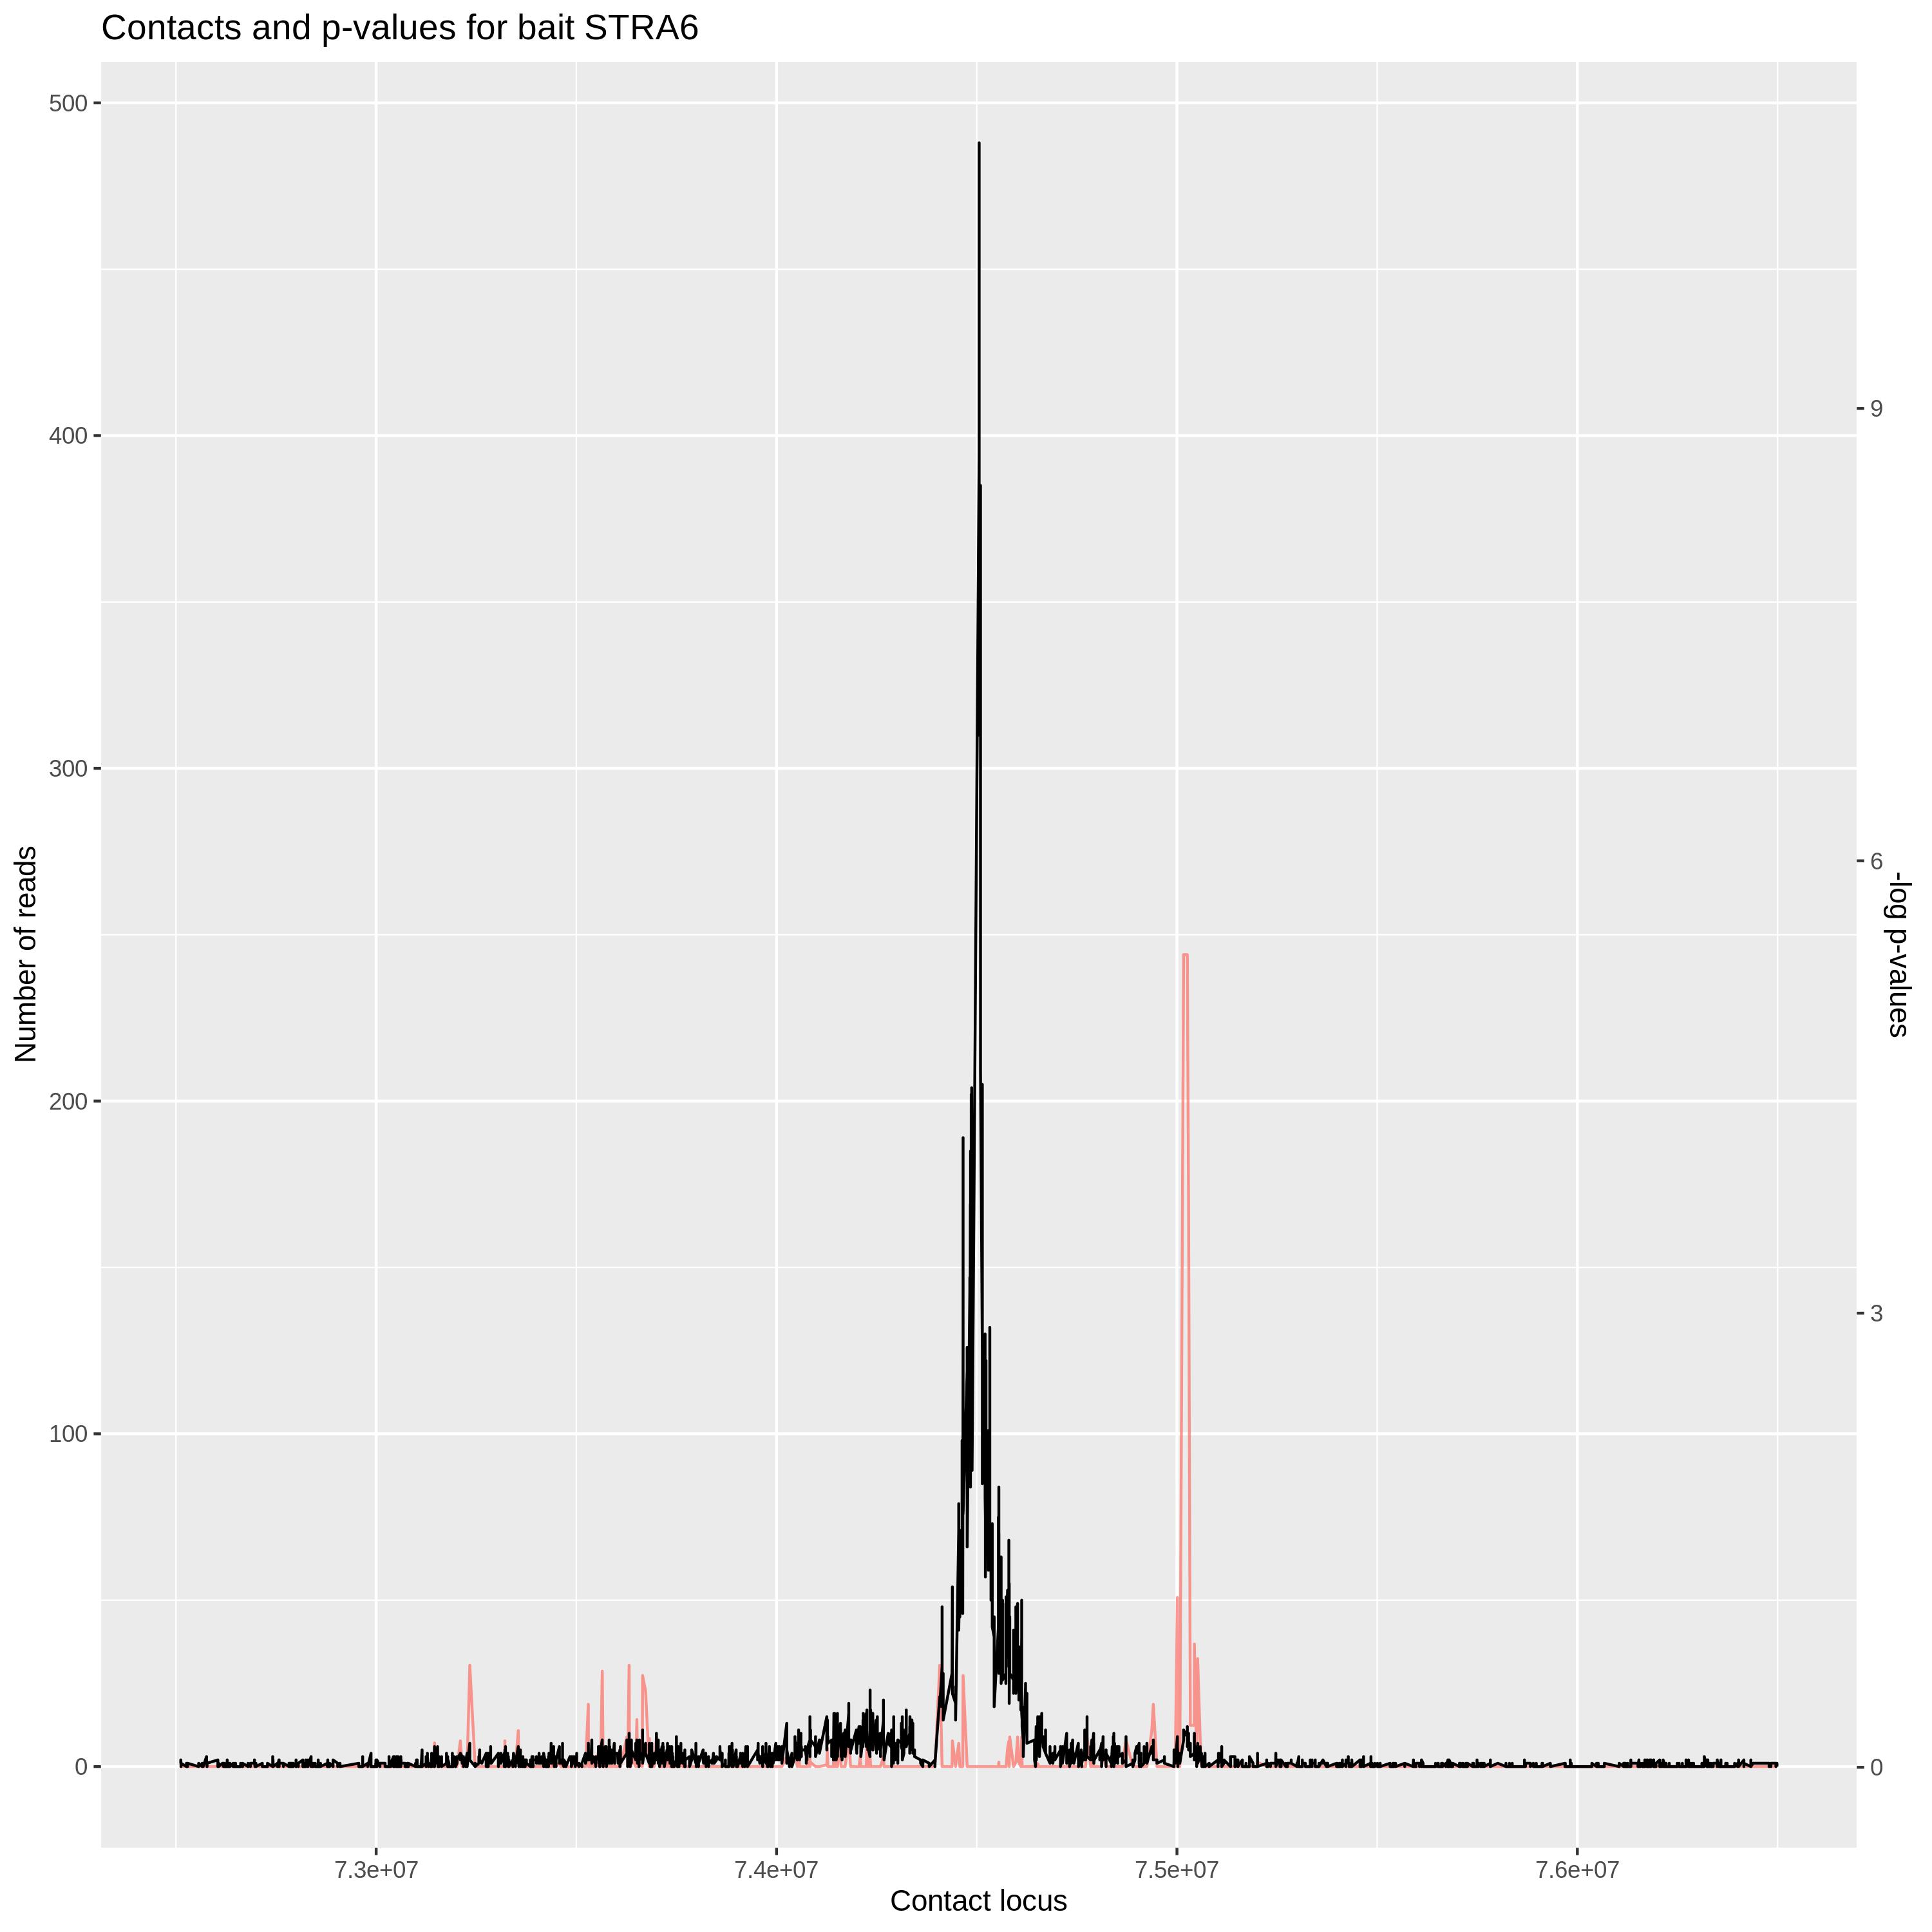 Contacts and p-values for bait STRA6
500
400
300
200
100
0
Number of reads
9
6
3
0
-log p-values
7.3e+07
7.4e+07
7.5e+07
7.6e+07
Contact locus